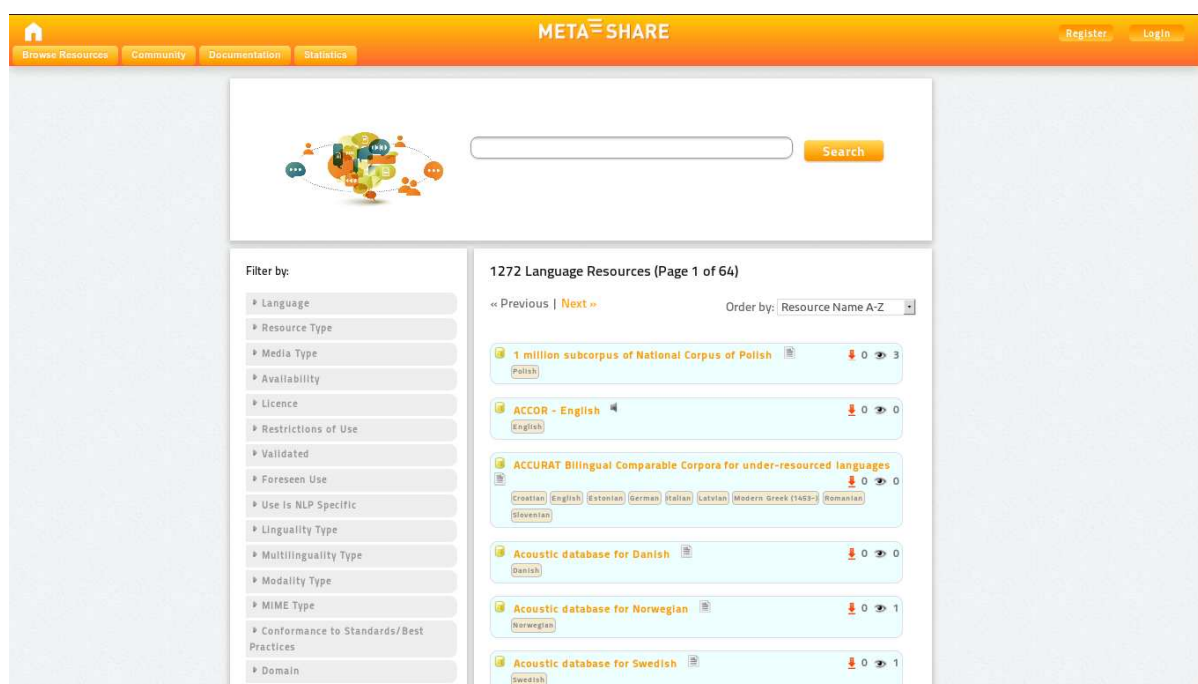 META SHARE
Register Login
Browse Resources Community Documentation Statistics
Search
Filter by:
Language
Resource Type
Media Type
Availability
Licence
Restrictions of Use
Validated
Foreseen Use
Use is NLP Specific
Linguality Type
Multilinguality Type
Modality Type
MIME Type
Conformance to Standards/Best
Practices
Domain
1272 Language Resources (Page 1 of 64)
« Previous | Next »
Order by: Resource Name A-Z
1 million subcorpus of National Corpus of Polish 0 3
Polish
ACCOR - English 0 0
English
ACCURAT Bilingual Comparable Corpora for under-resourced languages
0 0
Croatian English Estonian German Italian Latvian Modern Greek (1453-) Romanian
Slovenian
Acoustic database for Danish 0 0
Danish
Acoustic database for Norwegian 0 1
Norwegian
Acoustic database for Swedish 0 1
Swedish